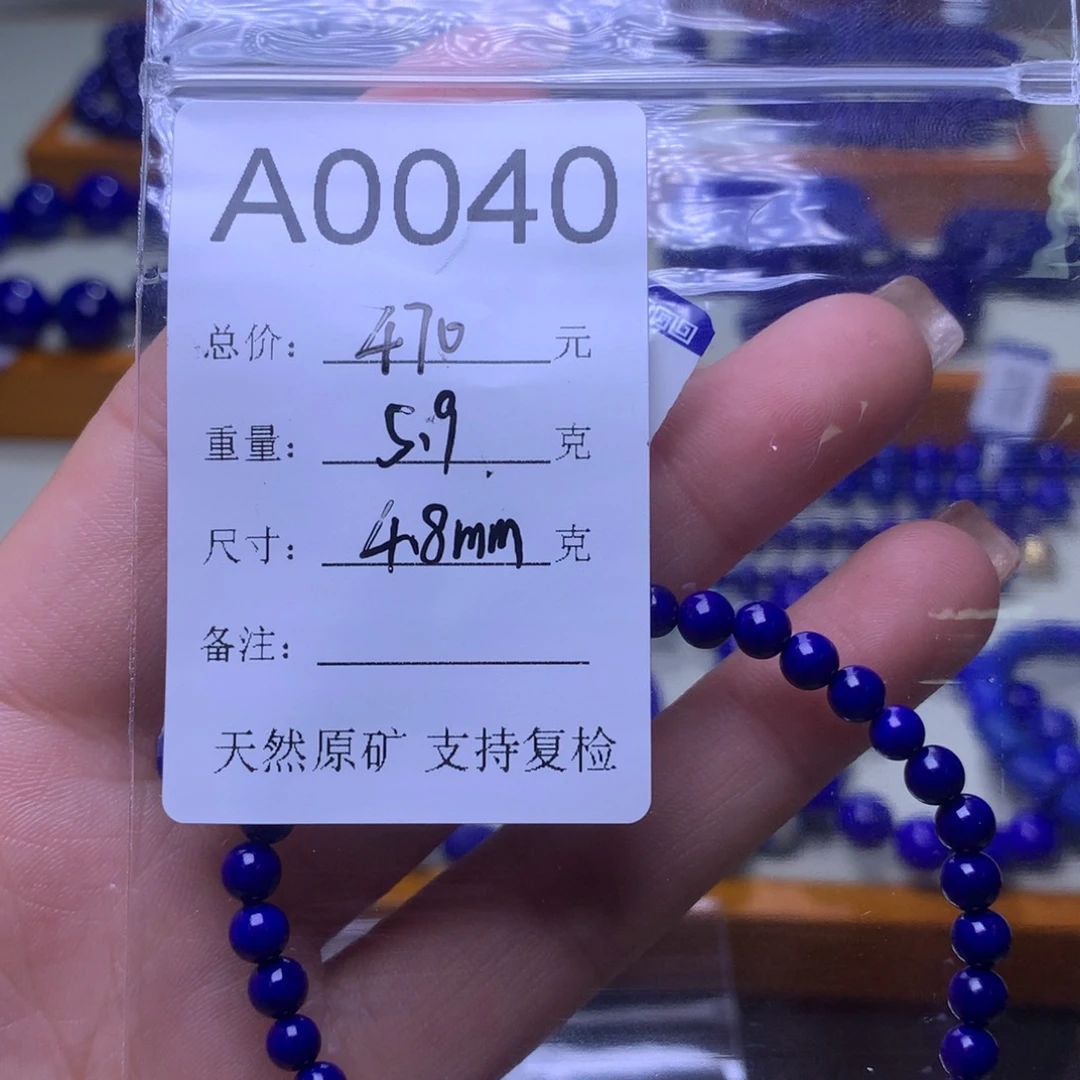 A0040
总价: 470 元
重量: 5.9 克
尺寸: 4.8mm 克
备注:
天然原矿 支持复检